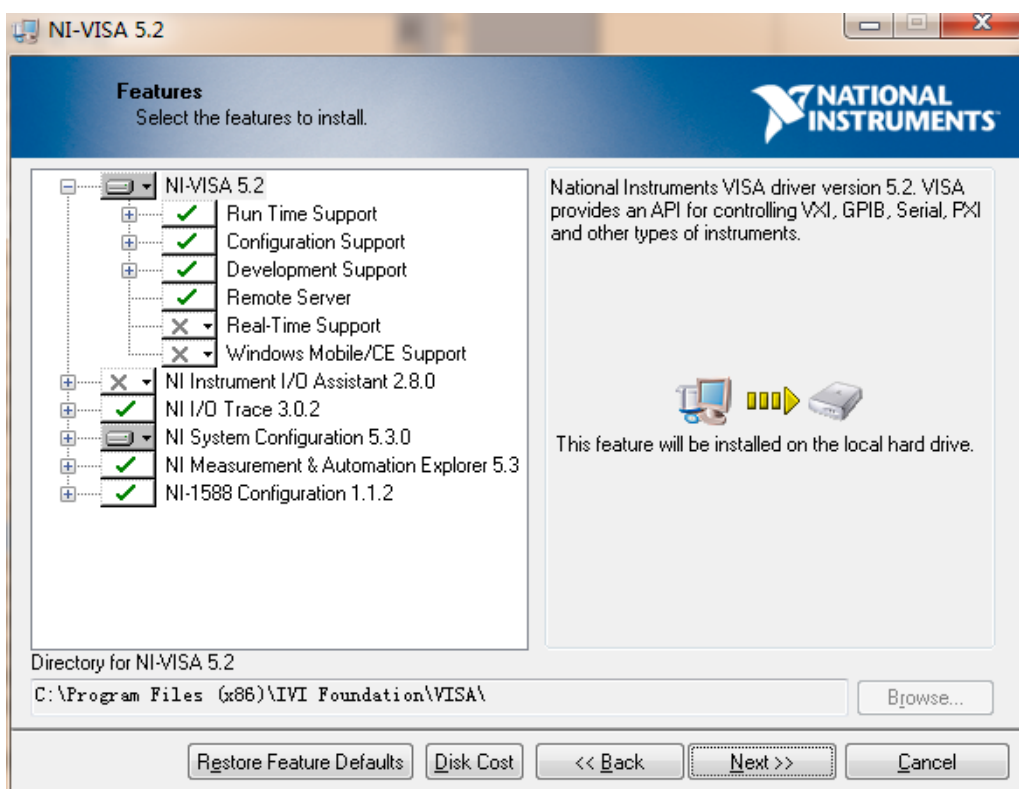 NI-VISA 5.2
Features
Select the features to install.
NATIONAL
INSTRUMENTS
NI-VISA 5.2
Run Time Support
Configuration Support
Development Support
Remote Server
Real-Time Support
Windows Mobile/CE Support
NI Instrument I/O Assistant 2.8.0
NI I/O Trace 3.0.2
NI System Configuration 5.3.0
NI Measurement & Automation Explorer 5.3
NI-1588 Configuration 1.1.2
National Instruments VISA driver version 5.2. VISA
provides an API for controlling VXI, GPIB, Serial, PXI
and other types of instruments.
This feature will be installed on the local hard drive.
Directory for NI-VISA 5.2
C:\Program Files (x86)\IVI Foundation\VISA\
Browse...
Restore Feature Defaults
Disk Cost
<< Back
Next >>
Cancel